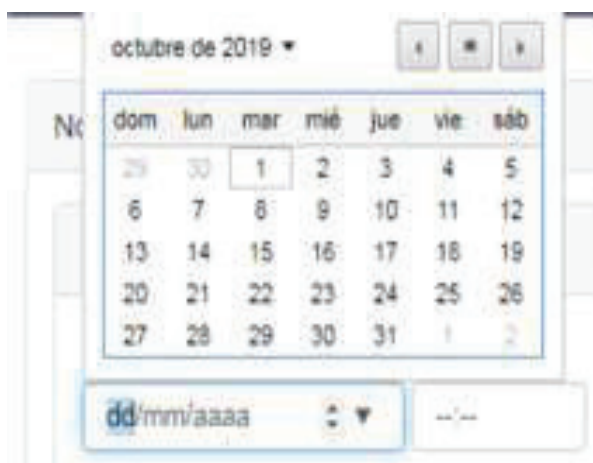 octubre de 2019
No
dom lun mar mié jue vie sáb
29 30 1 2 3 4 5
6 7 8 9 10 11 12
13 14 15 16 17 18 19
20 21 22 23 24 25 26
27 28 29 30 31 1 2
dd/mm/aaaa --:--